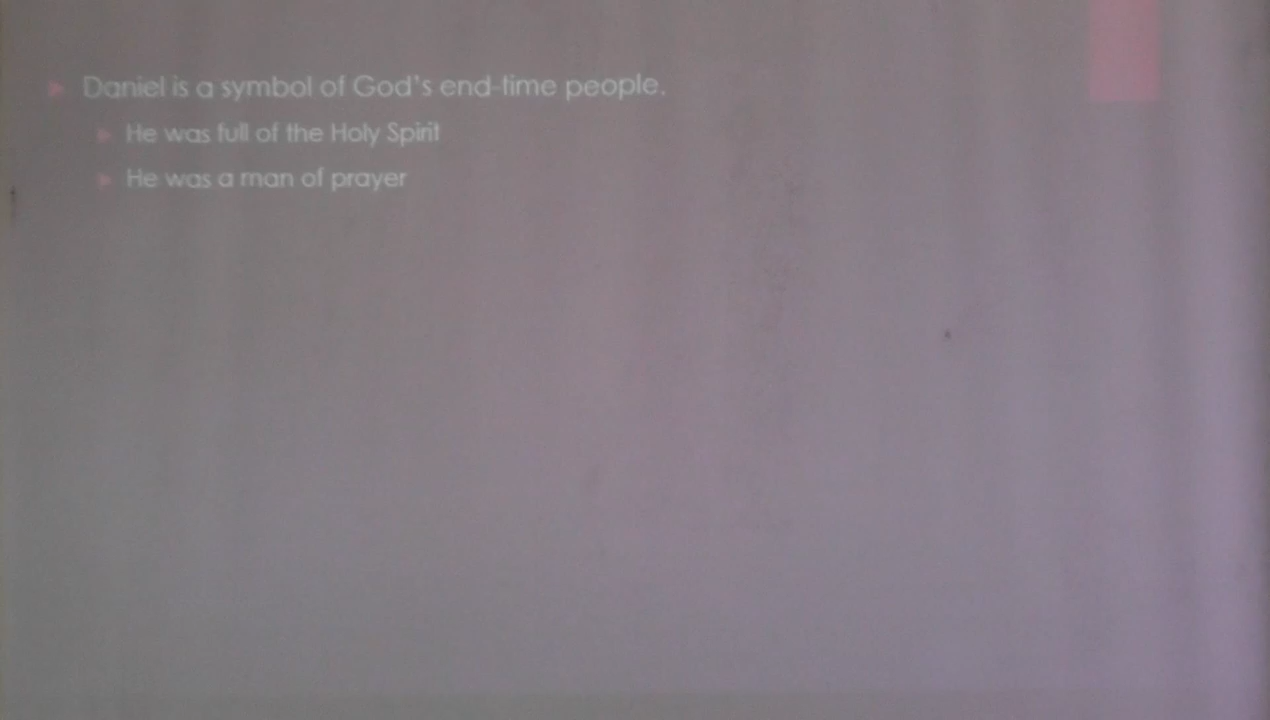 Daniel is a symbol of God's end-time people.
He was full of the Holy Spirit
He was a man of prayer